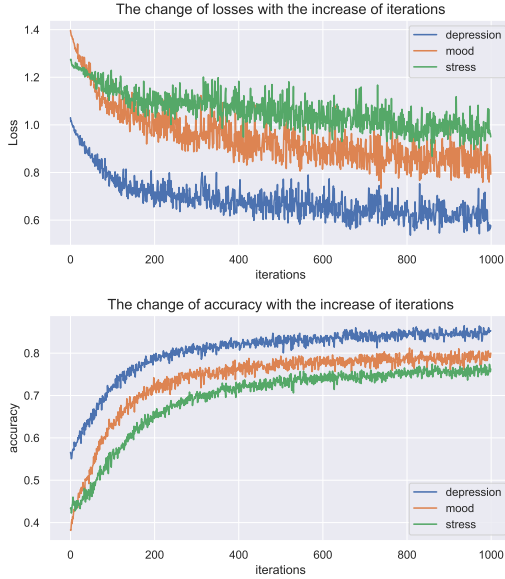 The change of losses with the increase of iterations
1.4
1.2
1.0
0.8
0.6
Loss
depression
mood
stress
0
200
400
600
800
1000
iterations
The change of accuracy with the increase of iterations
0.8
0.7
0.6
0.5
0.4
accuracy
depression
mood
stress
0
200
400
600
800
1000
iterations